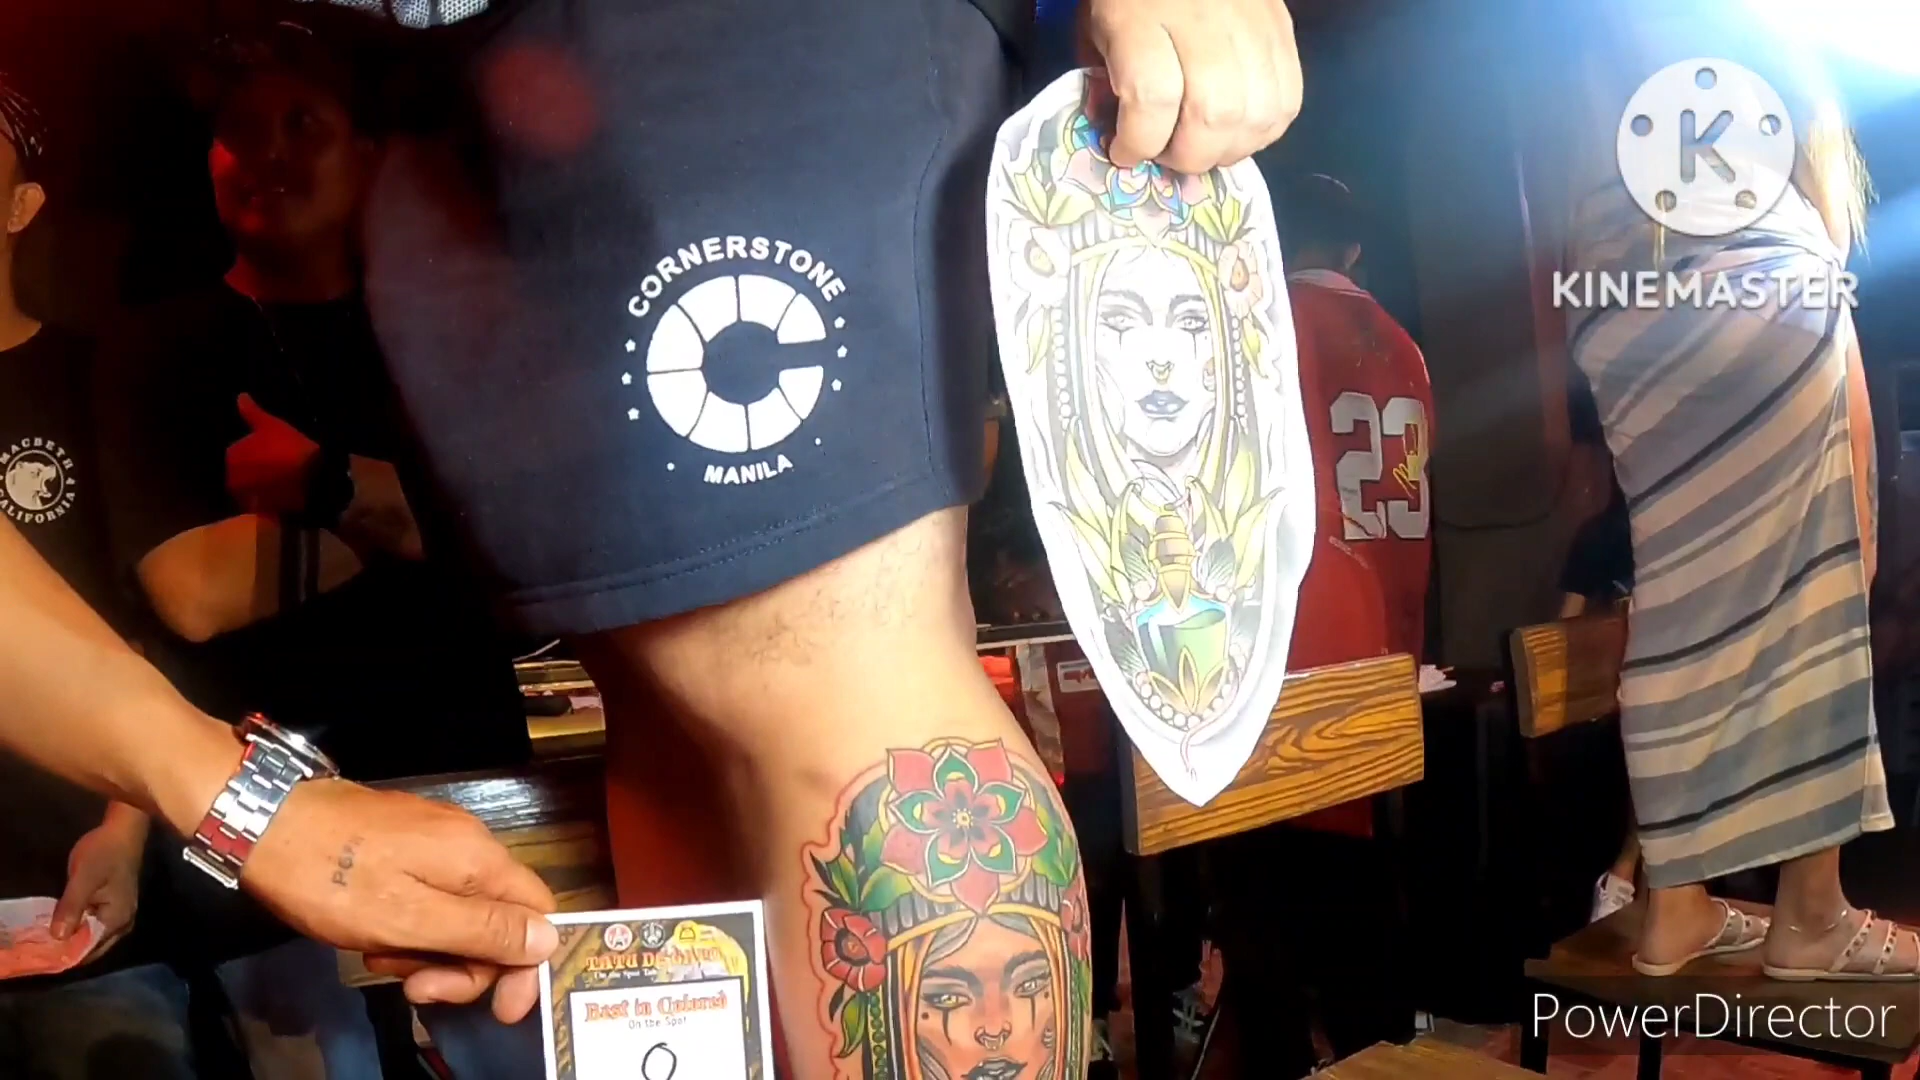 CORNERSTONE
MANILA
MACBETH
CALIFORNIA
23
K
KINEMASTER
Best in Colored
On the Spot
PowerDirector